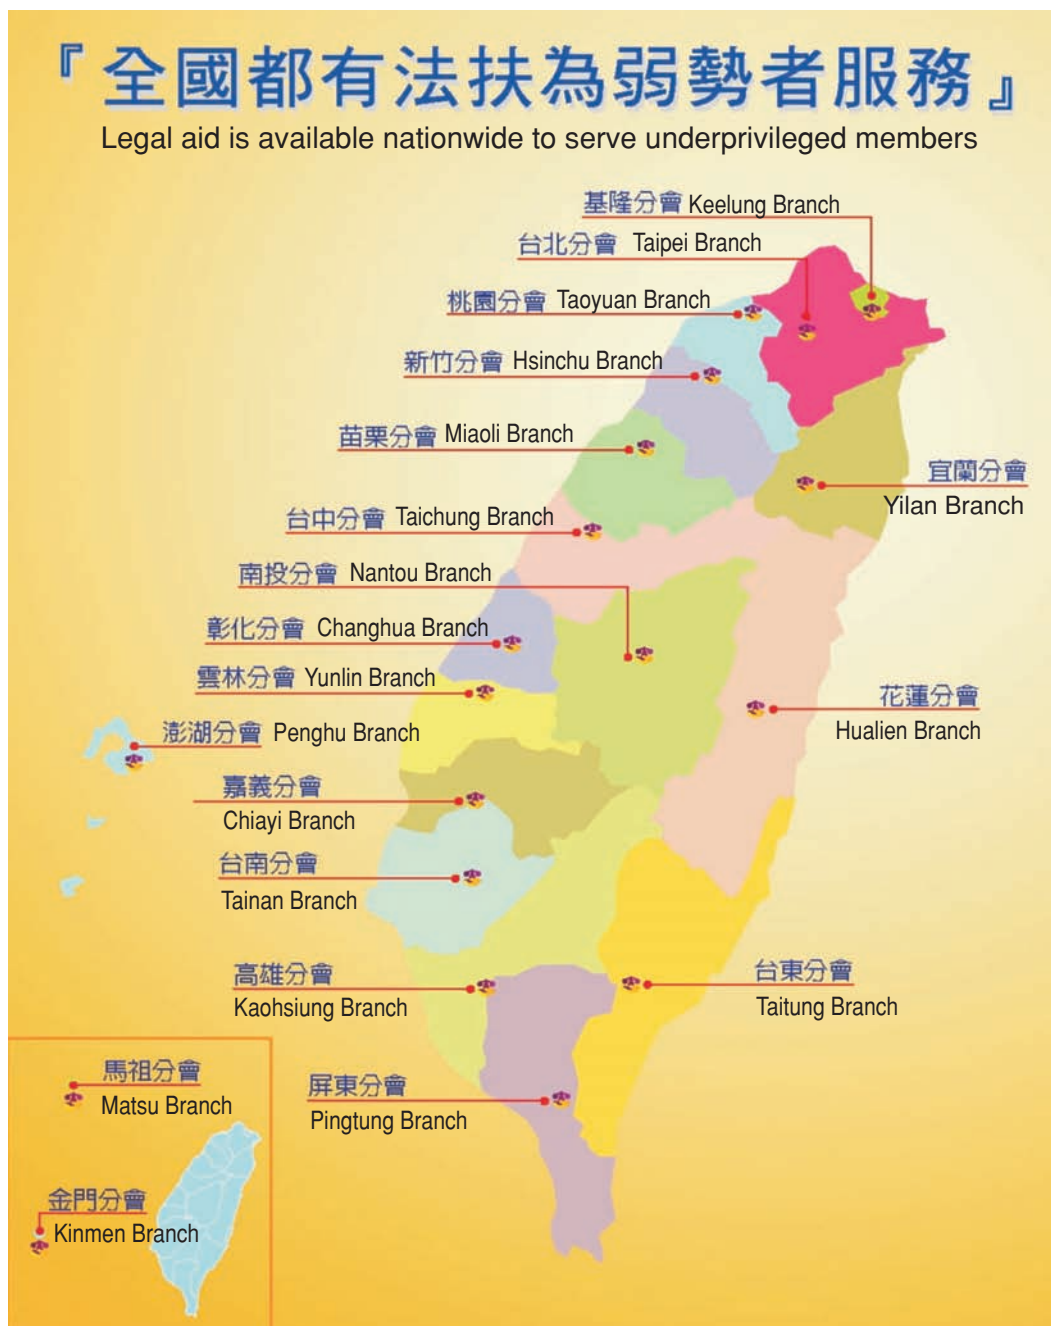 『全國都有法扶為弱勢者服務』
Legal aid is available nationwide to serve underprivileged members
基隆分會 Keelung Branch
台北分會 Taipei Branch
桃園分會 Taoyuan Branch
新竹分會 Hsinchu Branch
苗栗分會 Miaoli Branch
宜蘭分會
Yilan Branch
台中分會 Taichung Branch
南投分會 Nantou Branch
彰化分會 Changhua Branch
雲林分會 Yunlin Branch
花蓮分會
Hualien Branch
澎湖分會 Penghu Branch
嘉義分會
Chiayi Branch
台南分會
Tainan Branch
高雄分會
Kaohsiung Branch
台東分會
Taitung Branch
馬祖分會
Matsu Branch
屏東分會
Pingtung Branch
金門分會
Kinmen Branch